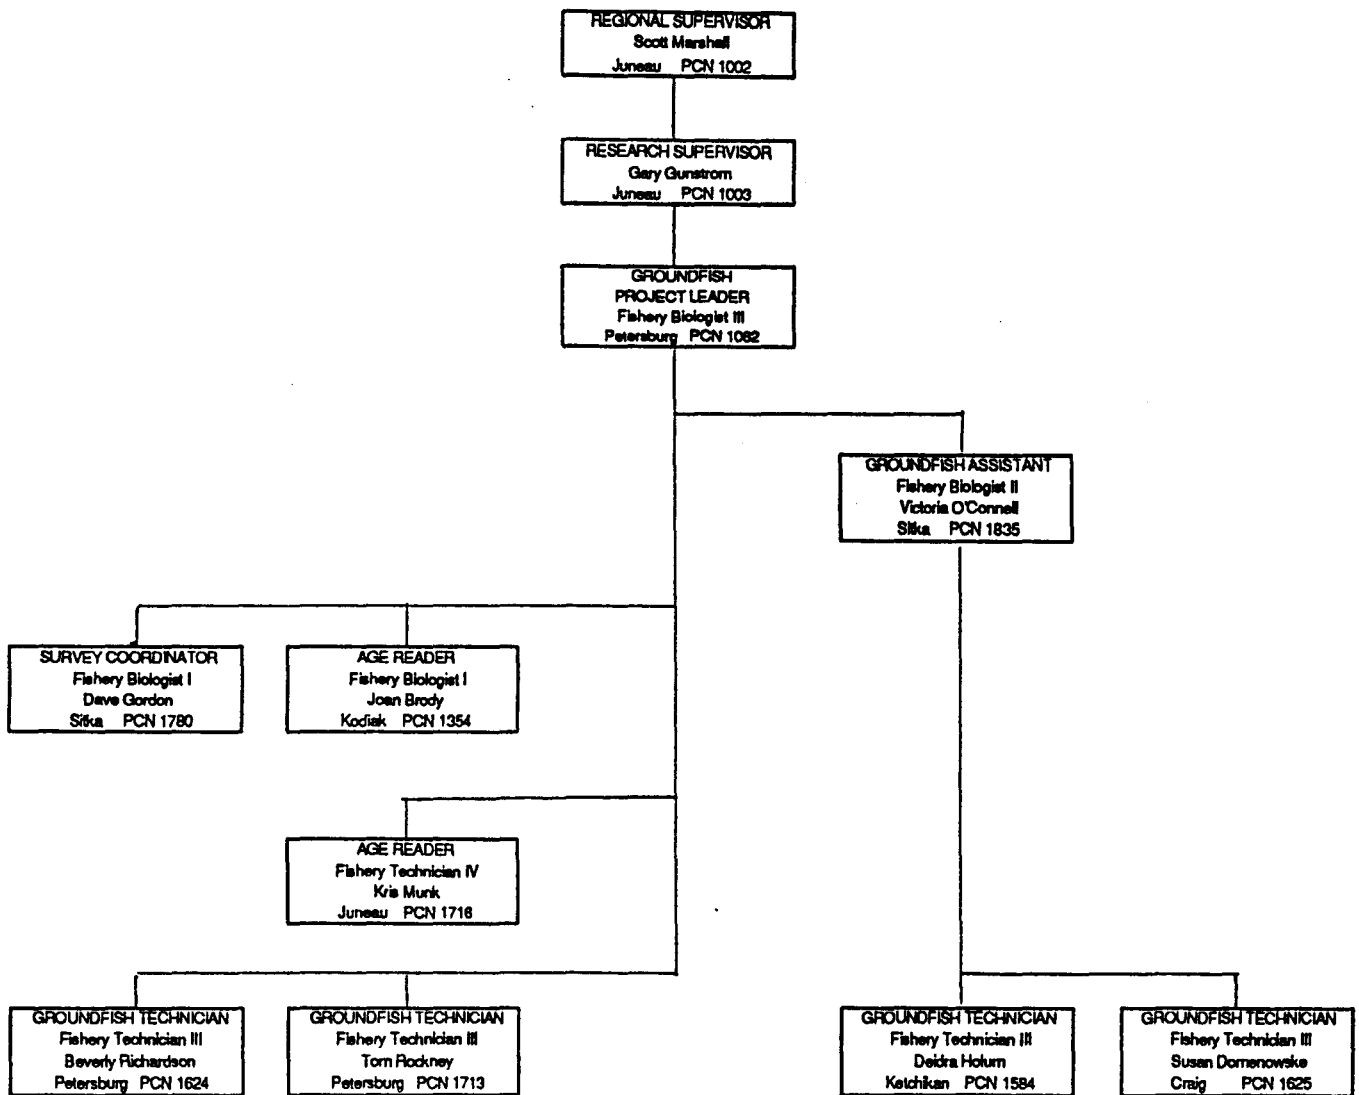 REGIONAL SUPERVISOR
Scott Marshall
Juneau PCN 1002
RESEARCH SUPERVISOR
Gary Gunstrom
Juneau PCN 1003
GROUNDFISH
PROJECT LEADER
Fishery Biologist III
Petersburg PCN 1062
GROUNDFISH ASSISTANT
Fishery Biologist II
Victoria O'Connell
Sitka PCN 1835
SURVEY COORDINATOR
Fishery Biologist I
Dave Gordon
Sitka PCN 1780
AGE READER
Fishery Biologist I
Joan Brody
Kodiak PCN 1354
AGE READER
Fishery Technician IV
Kris Munk
Juneau PCN 1716
GROUNDFISH TECHNICIAN
Fishery Technician III
Beverly Richardson
Petersburg PCN 1624
GROUNDFISH TECHNICIAN
Fishery Technician III
Tom Rockney
Petersburg PCN 1713
GROUNDFISH TECHNICIAN
Fishery Technician III
Deidra Holum
Ketchikan PCN 1584
GROUNDFISH TECHNICIAN
Fishery Technician III
Susan Domenowske
Craig PCN 1625